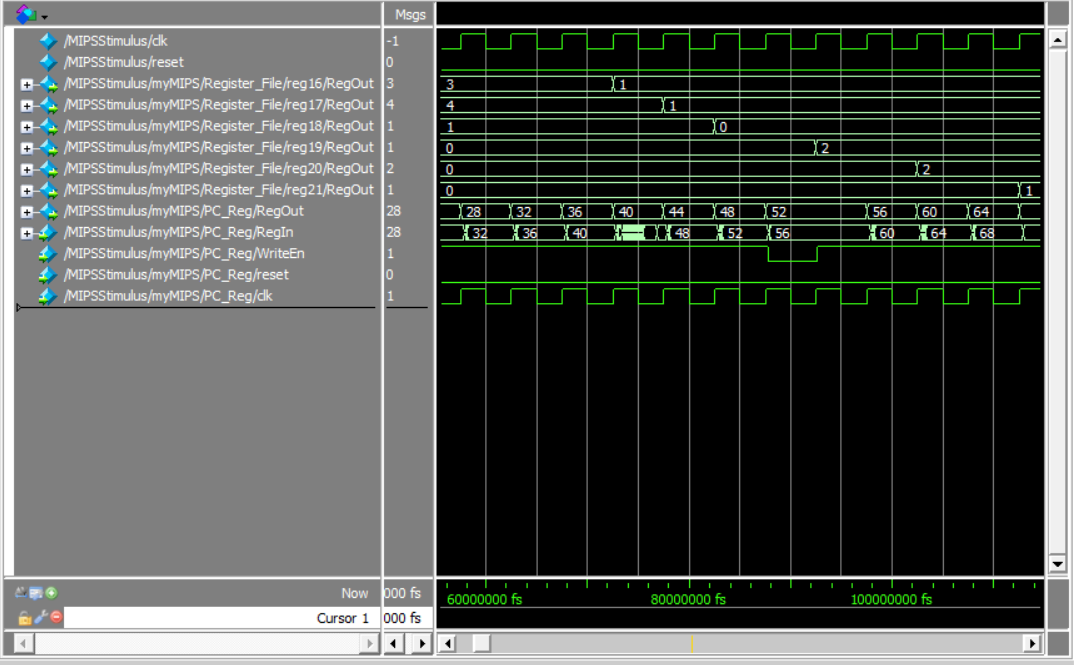 Msgs
/MIPSStimulus/clk -1
/MIPSStimulus/reset 0
/MIPSStimulus/myMIPS/Register_File/reg16/RegOut 3 3 1
/MIPSStimulus/myMIPS/Register_File/reg17/RegOut 4 4 1
/MIPSStimulus/myMIPS/Register_File/reg18/RegOut 1 1 0
/MIPSStimulus/myMIPS/Register_File/reg19/RegOut 1 0 2
/MIPSStimulus/myMIPS/Register_File/reg20/RegOut 2 0 2
/MIPSStimulus/myMIPS/Register_File/reg21/RegOut 1 0 1
/MIPSStimulus/myMIPS/PC_Reg/RegOut 28 28 32 36 40 44 48 52 56 60 64
/MIPSStimulus/myMIPS/PC_Reg/RegIn 28 32 36 40 48 52 56 60 64 68
/MIPSStimulus/myMIPS/PC_Reg/WriteEn 1
/MIPSStimulus/myMIPS/PC_Reg/reset 0
/MIPSStimulus/myMIPS/PC_Reg/clk 1
Now 000 fs 60000000 fs 80000000 fs 100000000 fs
Cursor 1 000 fs